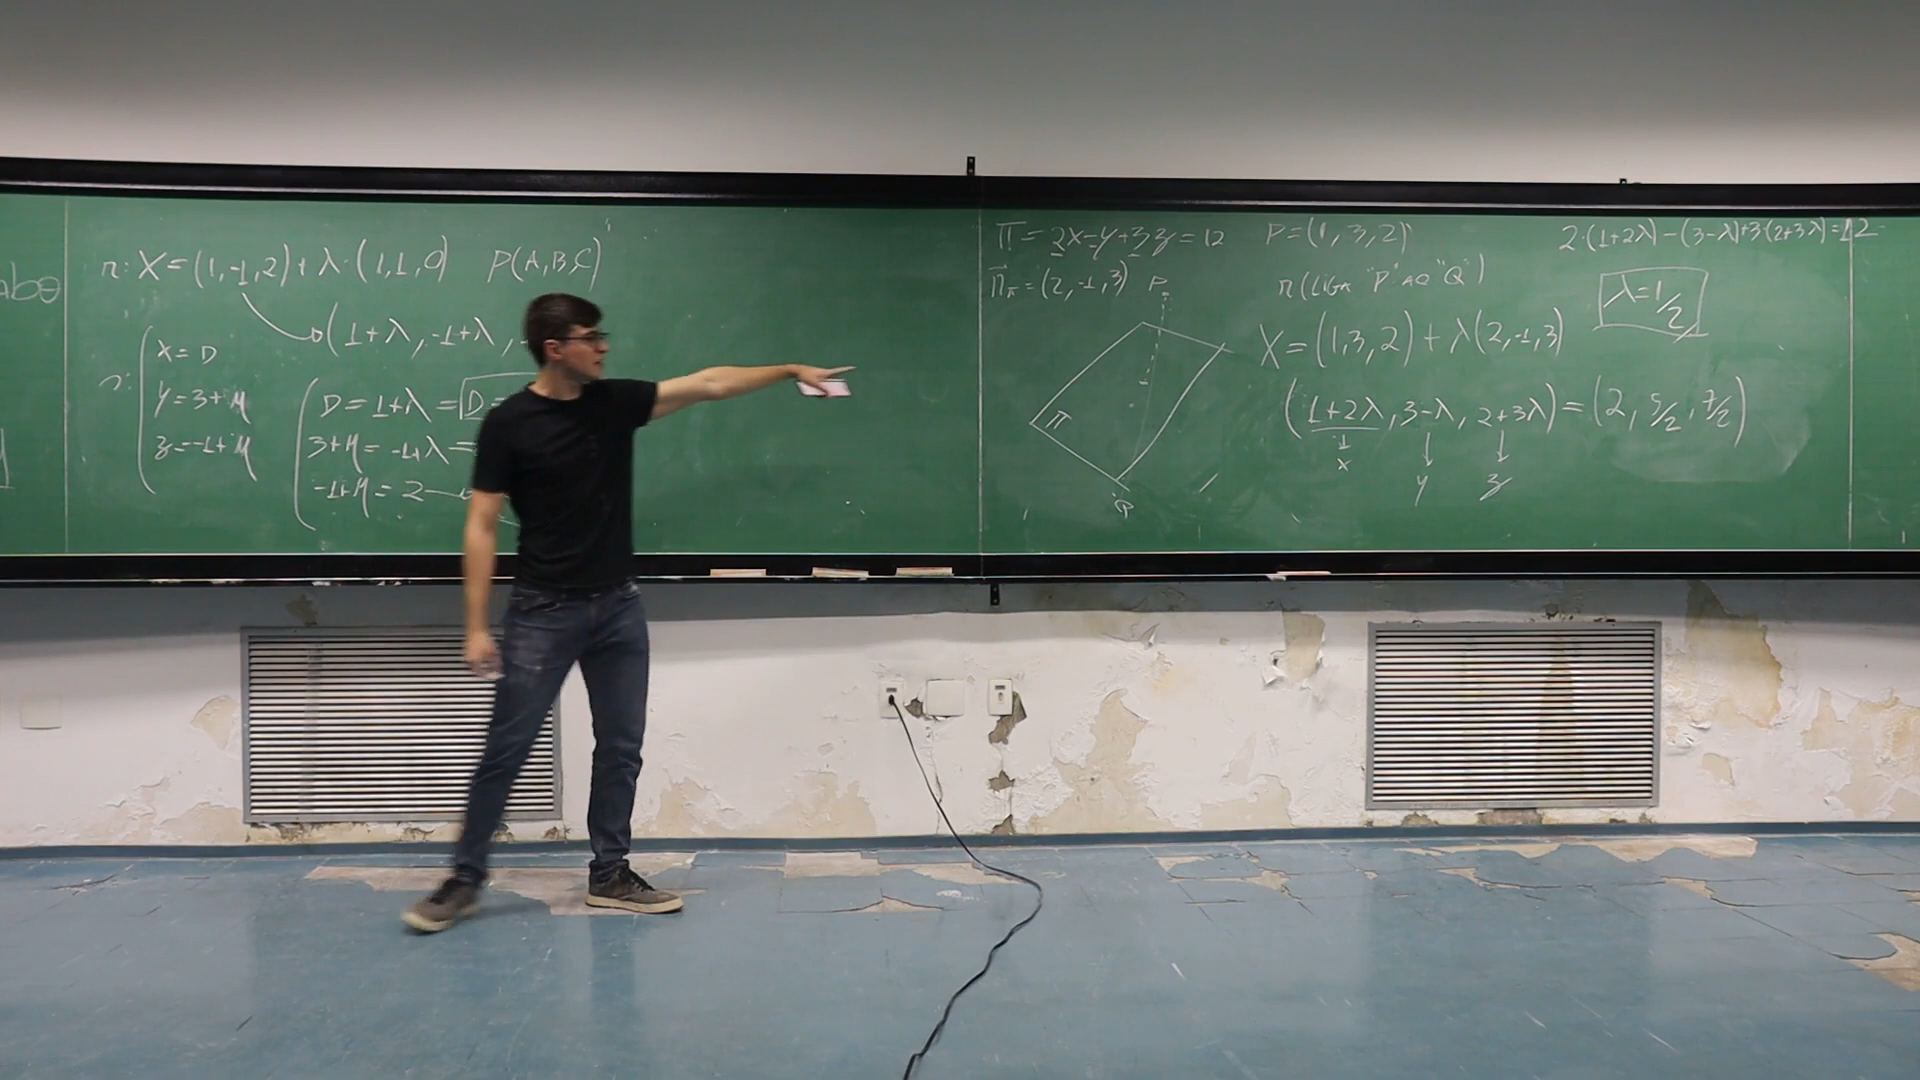 r: X=(1,-1,2)+λ·(1,1,0) P(A,B,C)
(1+λ, -1+λ,
X=D
Y=3+M
Z=-1+M
D=1+λ=D=
3+M=-1+λ=
-1+M=2
Π= 2X-Y+3z=12 P=(1,3,2)
n⃗π=(2,-1,3) P
π
Q
r(LIGA "P" AO "Q")
X=(1,3,2)+λ(2,-1,3)
(1+2λ, 3-λ, 2+3λ)=(2, 5/2, 7/2)
x
y z
2·(1+2λ)-(3-λ)+3·(2+3λ)=12
λ=1/2